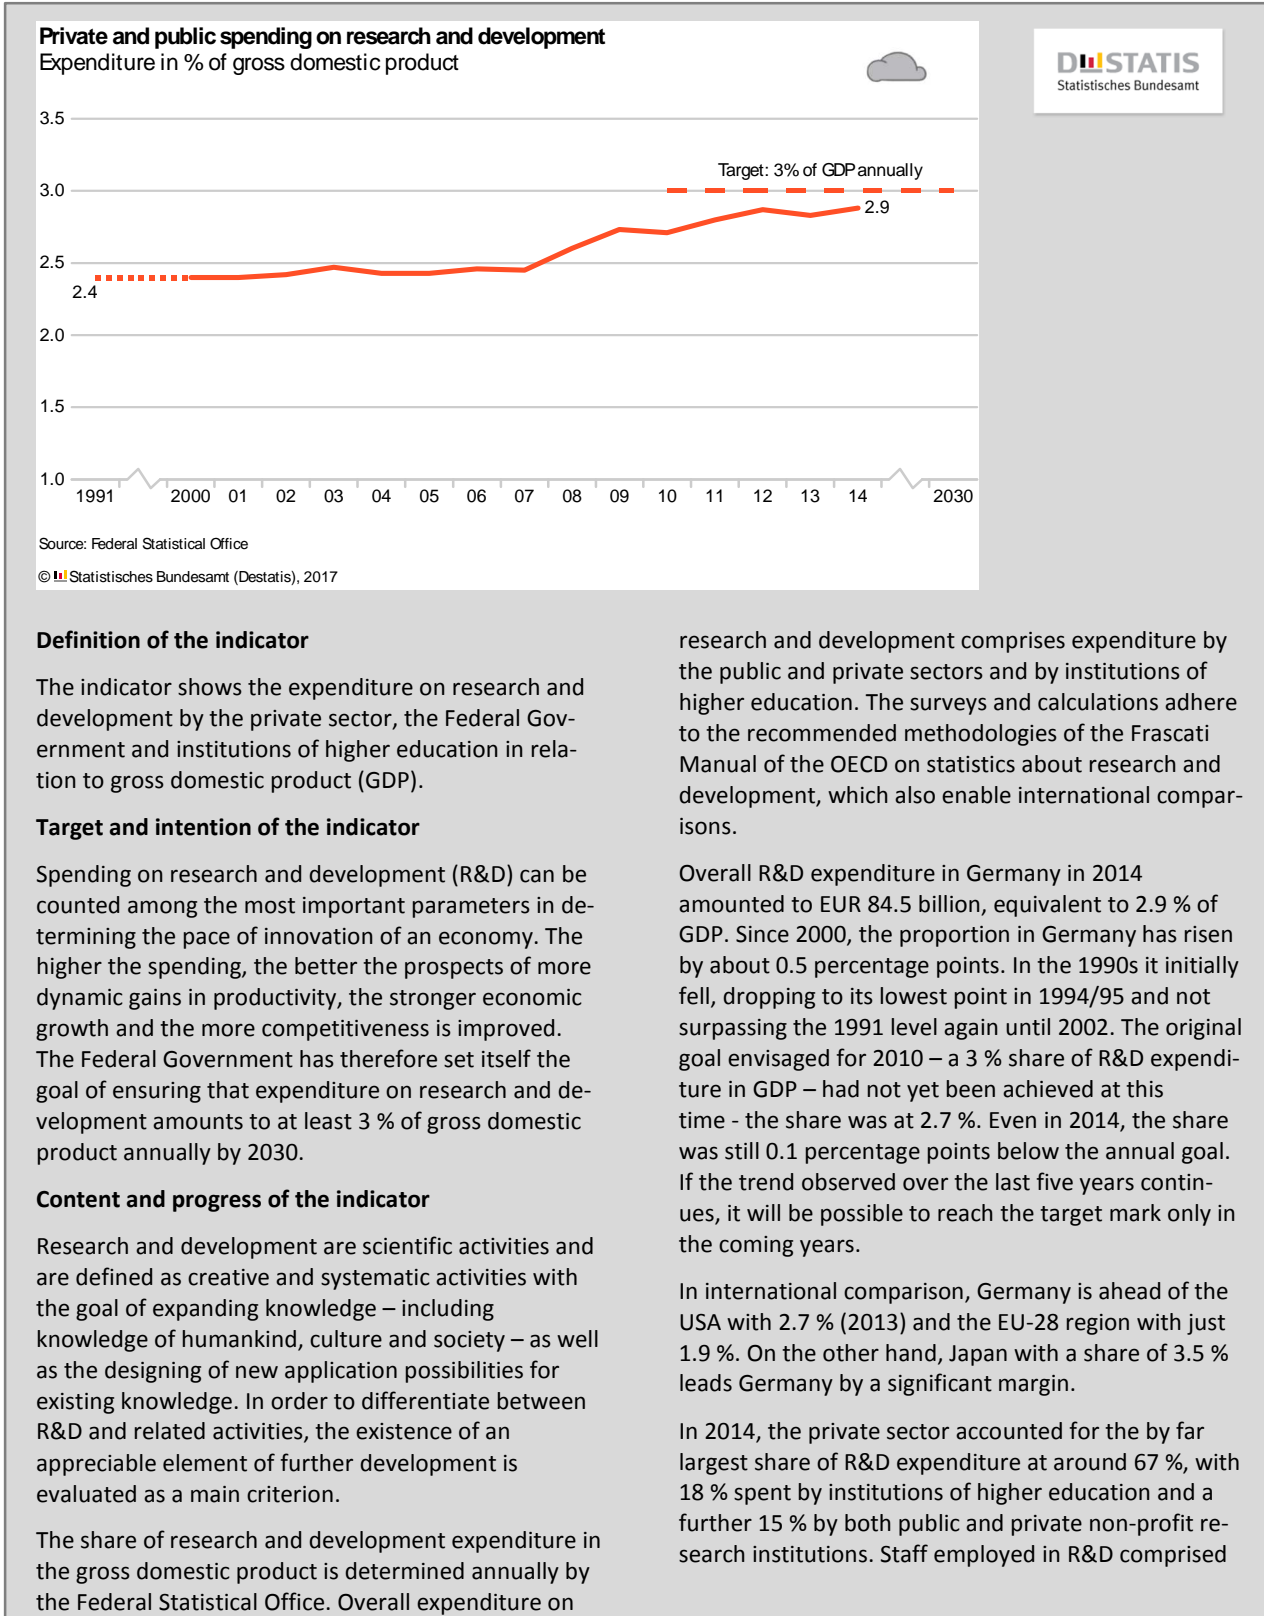 Private and public spending on research and development
Expenditure in % of gross domestic product
DESTATIS
Statistisches Bundesamt
3.5
Target: 3% of GDP annually
3.0
2.9
2.5
2.4
2.0
1.5
1.0
1991 2000 01 02 03 04 05 06 07 08 09 10 11 12 13 14 2030
Source: Federal Statistical Office
© Statistisches Bundesamt (Destatis), 2017
Definition of the indicator
The indicator shows the expenditure on research and
development by the private sector, the Federal Gov-
ernment and institutions of higher education in rela-
tion to gross domestic product (GDP).
Target and intention of the indicator
Spending on research and development (R&D) can be
counted among the most important parameters in de-
termining the pace of innovation of an economy. The
higher the spending, the better the prospects of more
dynamic gains in productivity, the stronger economic
growth and the more competitiveness is improved.
The Federal Government has therefore set itself the
goal of ensuring that expenditure on research and de-
velopment amounts to at least 3 % of gross domestic
product annually by 2030.
Content and progress of the indicator
Research and development are scientific activities and
are defined as creative and systematic activities with
the goal of expanding knowledge – including
knowledge of humankind, culture and society – as well
as the designing of new application possibilities for
existing knowledge. In order to differentiate between
R&D and related activities, the existence of an
appreciable element of further development is
evaluated as a main criterion.
The share of research and development expenditure in
the gross domestic product is determined annually by
the Federal Statistical Office. Overall expenditure on
research and development comprises expenditure by
the public and private sectors and by institutions of
higher education. The surveys and calculations adhere
to the recommended methodologies of the Frascati
Manual of the OECD on statistics about research and
development, which also enable international compar-
isons.
Overall R&D expenditure in Germany in 2014
amounted to EUR 84.5 billion, equivalent to 2.9 % of
GDP. Since 2000, the proportion in Germany has risen
by about 0.5 percentage points. In the 1990s it initially
fell, dropping to its lowest point in 1994/95 and not
surpassing the 1991 level again until 2002. The original
goal envisaged for 2010 – a 3 % share of R&D expendi-
ture in GDP – had not yet been achieved at this
time - the share was at 2.7 %. Even in 2014, the share
was still 0.1 percentage points below the annual goal.
If the trend observed over the last five years contin-
ues, it will be possible to reach the target mark only in
the coming years.
In international comparison, Germany is ahead of the
USA with 2.7 % (2013) and the EU-28 region with just
1.9 %. On the other hand, Japan with a share of 3.5 %
leads Germany by a significant margin.
In 2014, the private sector accounted for the by far
largest share of R&D expenditure at around 67 %, with
18 % spent by institutions of higher education and a
further 15 % by both public and private non-profit re-
search institutions. Staff employed in R&D comprised